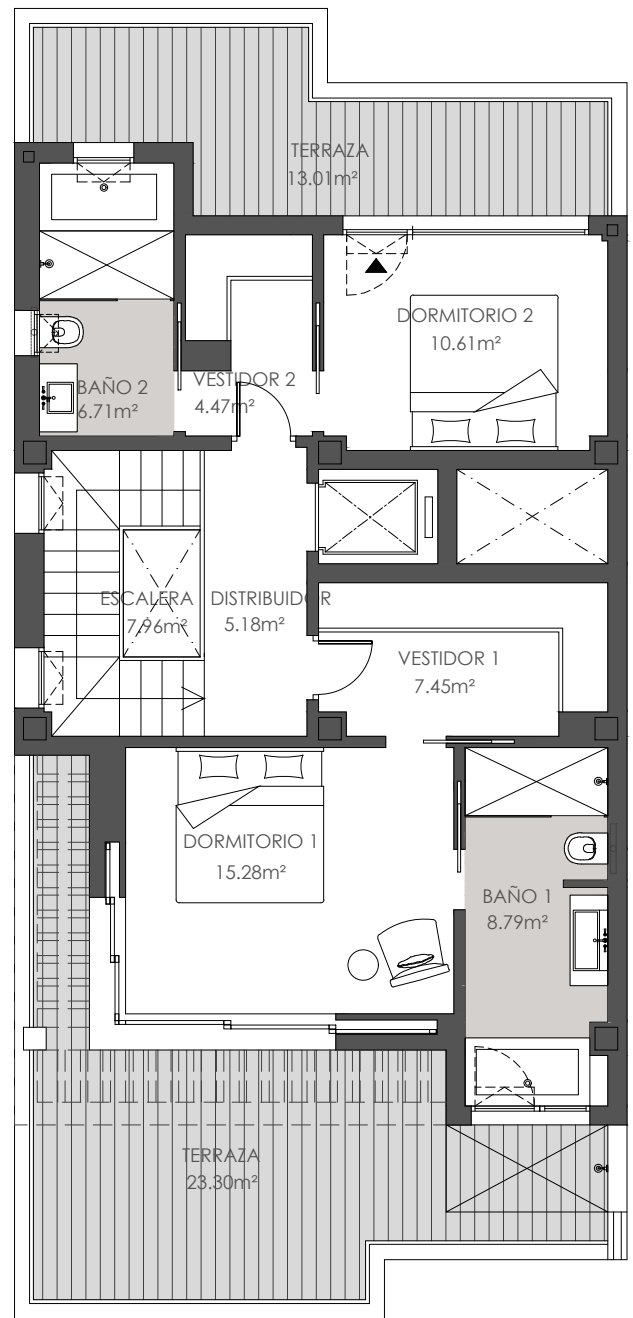 TERRAZA
13.01m²
DORMITORIO 2
10.61m²
VESTIDOR 2
4.47m²
BAÑO 2
6.71m²
ESCALERA
7.96m²
DISTRIBUIDOR
5.18m²
VESTIDOR 1
7.45m²
DORMITORIO 1
15.28m²
BAÑO 1
8.79m²
TERRAZA
23.30m²